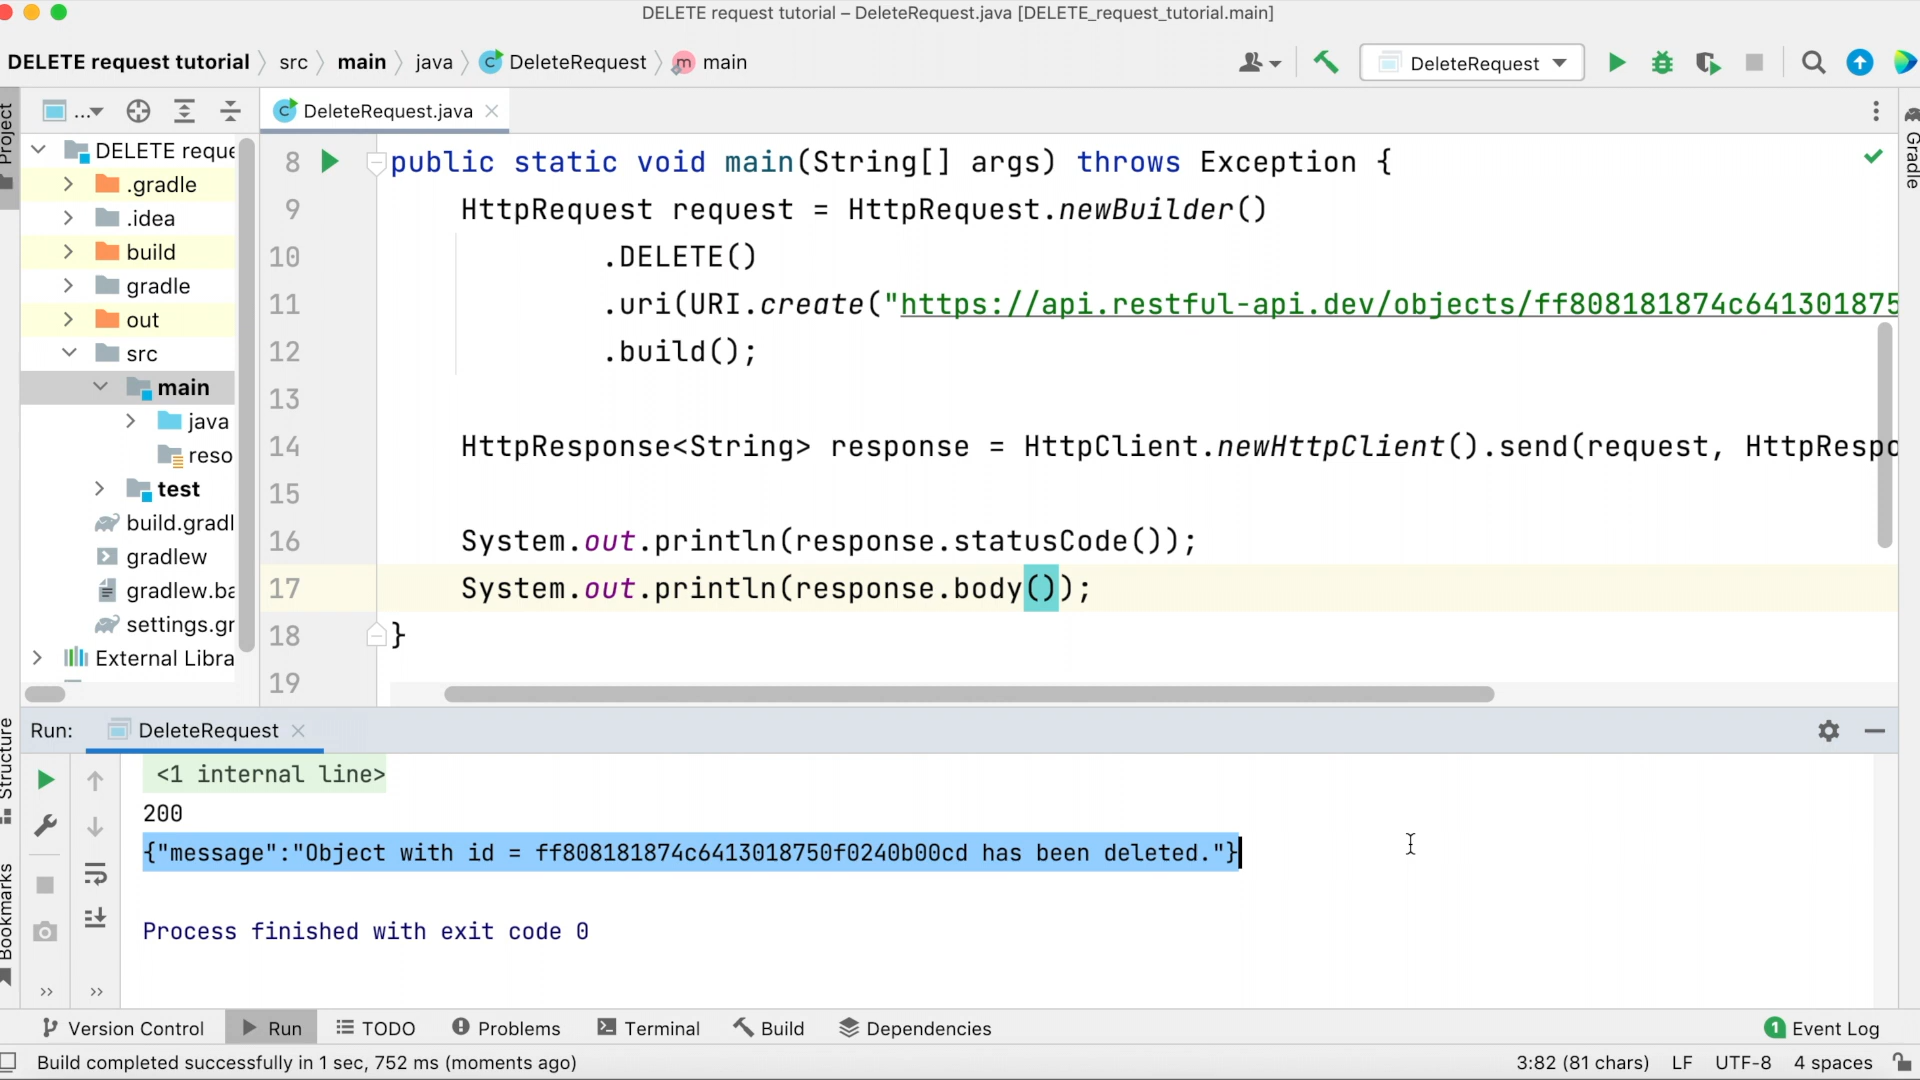 DELETE request tutorial – DeleteRequest.java [DELETE_request_tutorial.main]
DELETE request tutorial src main java DeleteRequest main
DeleteRequest
Project
...
DeleteRequest.java
Gradle
DELETE reque
.gradle
.idea
build
gradle
out
src
main
java
reso
test
build.gradl
gradlew
gradlew.ba
settings.gr
External Libra
8 public static void main(String[] args) throws Exception {
9 HttpRequest request = HttpRequest.newBuilder()
10 .DELETE()
11 .uri(URI.create("https://api.restful-api.dev/objects/ff808181874c641301875
12 .build();
13
14 HttpResponse<String> response = HttpClient.newHttpClient().send(request, HttpRespo
15
16 System.out.println(response.statusCode());
17 System.out.println(response.body());
18 }
19
Run: DeleteRequest
Structure
Bookmarks
<1 internal line>
200
{"message":"Object with id = ff808181874c6413018750f0240b00cd has been deleted."}
Process finished with exit code 0
Version Control Run TODO Problems Terminal Build Dependencies 1 Event Log
Build completed successfully in 1 sec, 752 ms (moments ago) 3:82 (81 chars) LF UTF-8 4 spaces